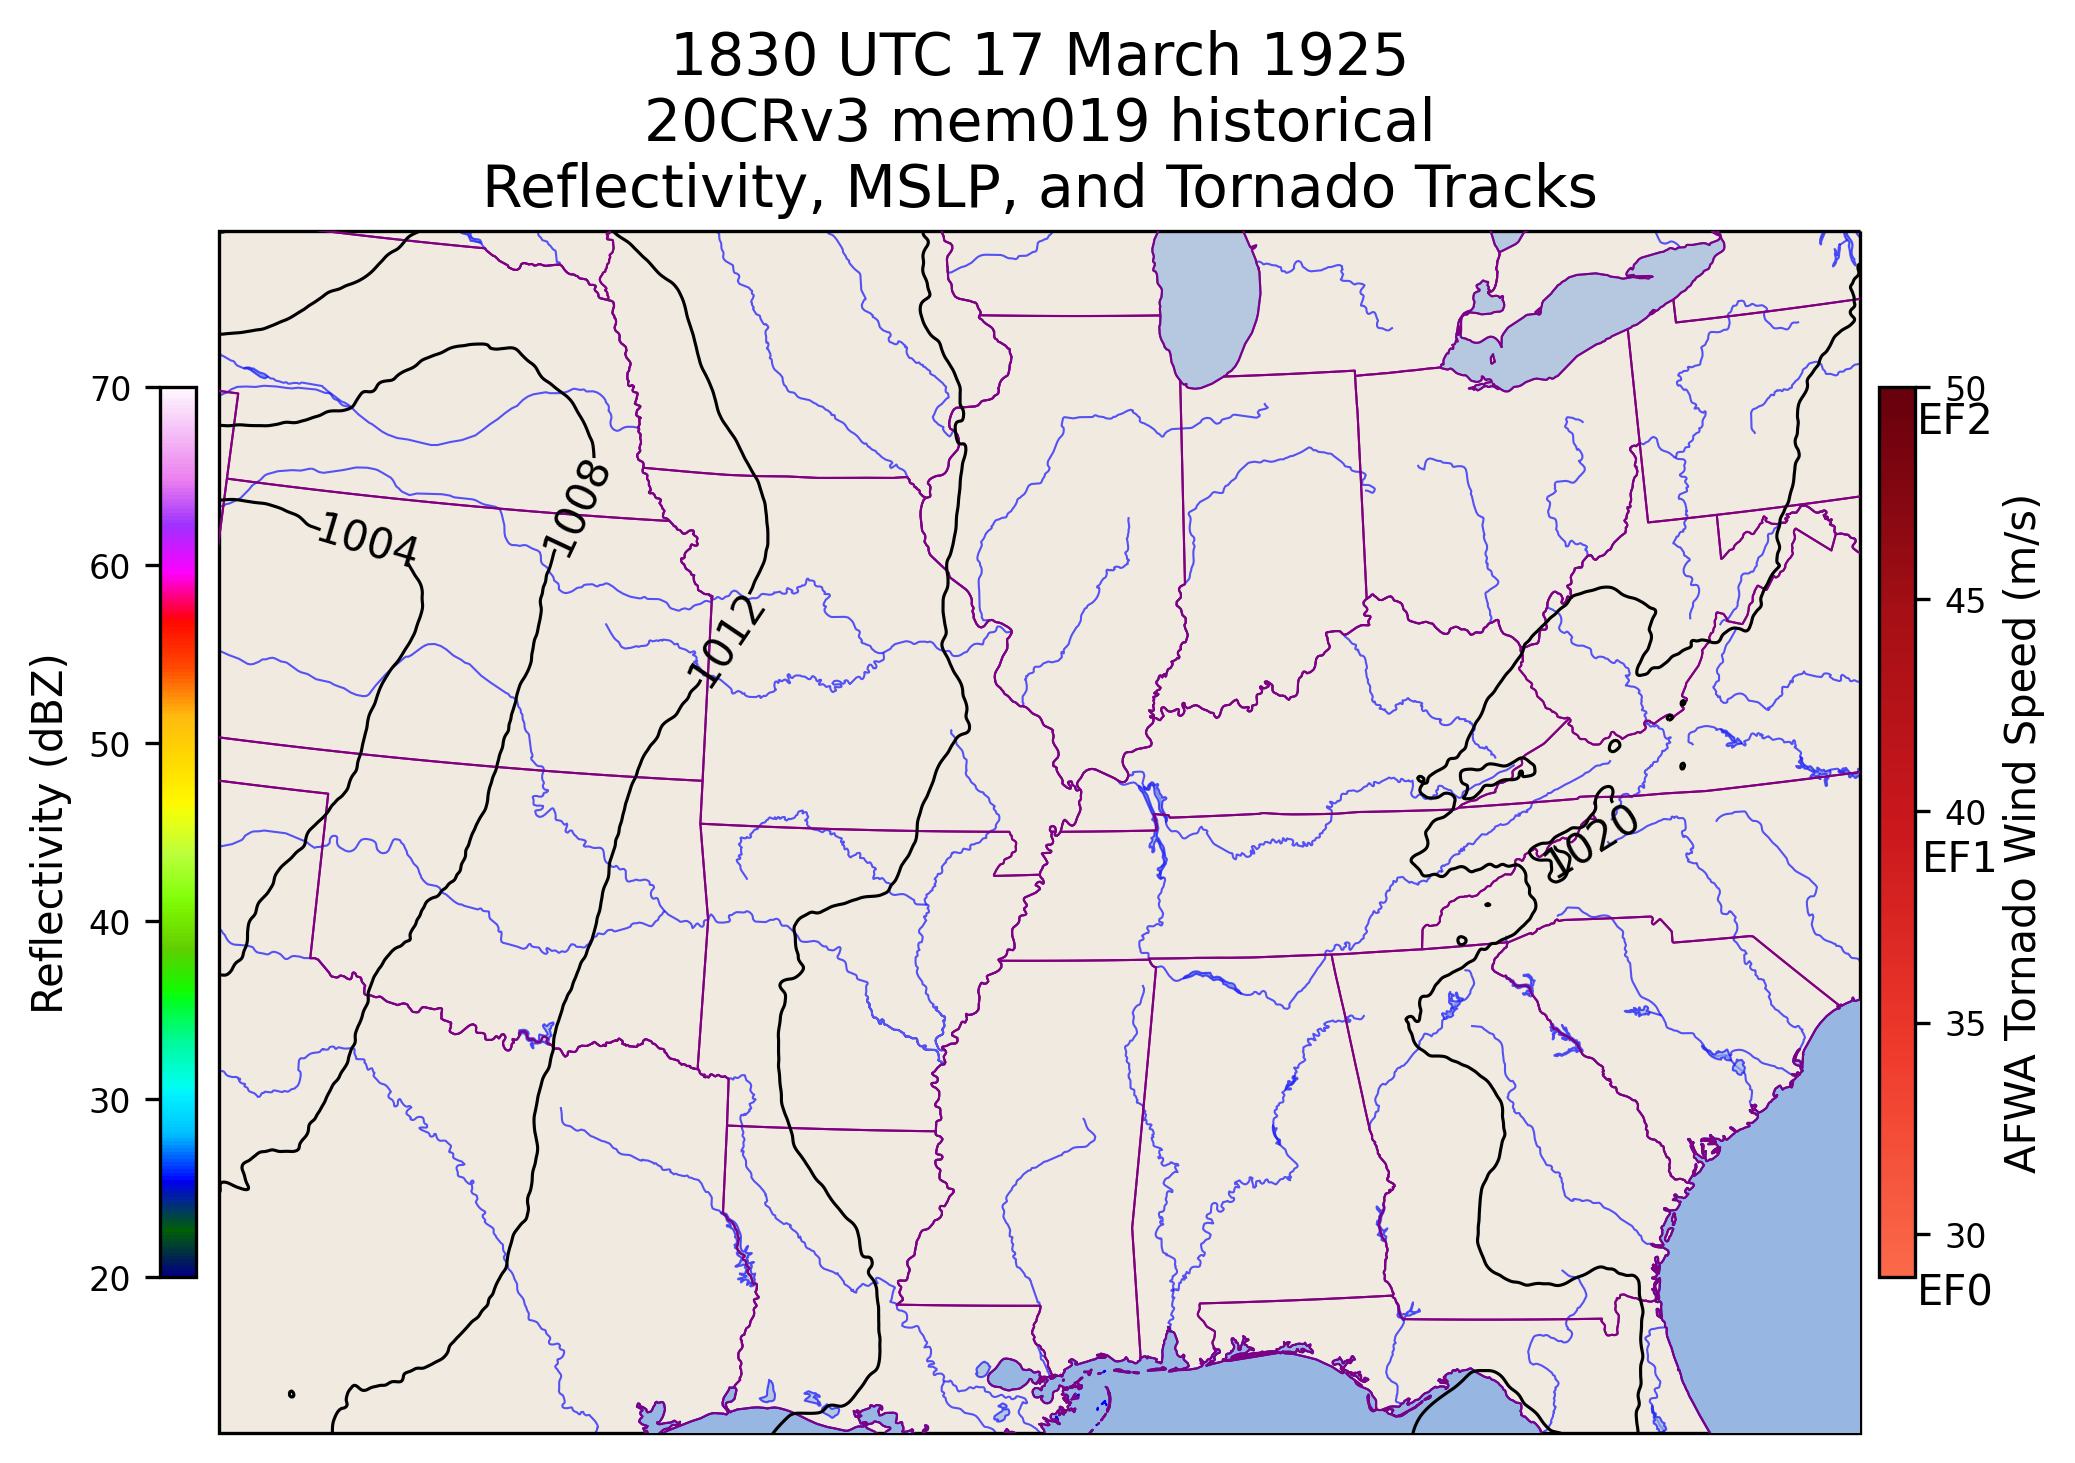 1830 UTC 17 March 1925
20CRv3 mem019 historical
Reflectivity, MSLP, and Tornado Tracks
Reflectivity (dBZ)
70
60
50
40
30
20
1004
1008
1012
1020
50
EF2
45
40
EF1
35
30
EF0
AFWA Tornado Wind Speed (m/s)